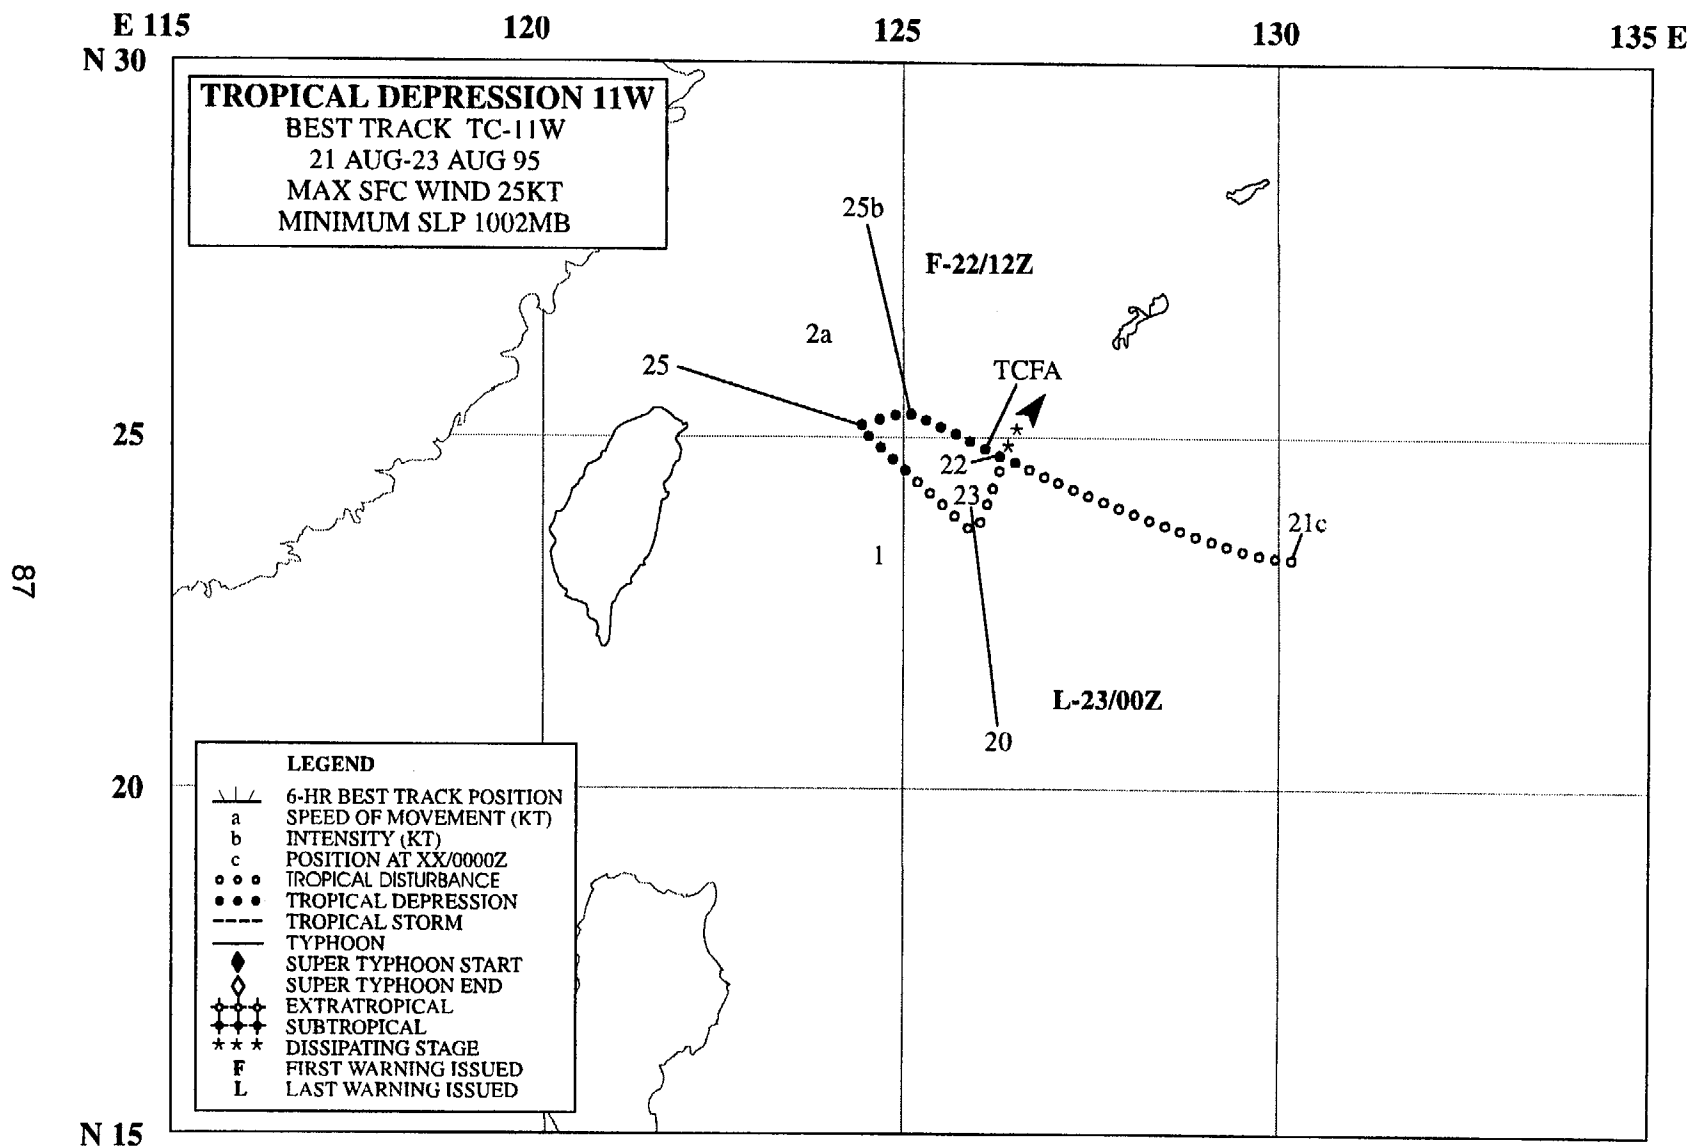 E 115 120 125 130 135 E
N 30
TROPICAL DEPRESSION 11W
BEST TRACK TC-11W
21 AUG-23 AUG 95
MAX SFC WIND 25KT
MINIMUM SLP 1002MB
25b
F-22/12Z
2a
25
TCFA
25
22
23
21c
1
87
L-23/00Z
20
20
LEGEND
6-HR BEST TRACK POSITION
a SPEED OF MOVEMENT (KT)
b INTENSITY (KT)
c POSITION AT XX/0000Z
TROPICAL DISTURBANCE
TROPICAL DEPRESSION
TROPICAL STORM
TYPHOON
SUPER TYPHOON START
SUPER TYPHOON END
EXTRATROPICAL
SUBTROPICAL
*** DISSIPATING STAGE
F FIRST WARNING ISSUED
L LAST WARNING ISSUED
N 15